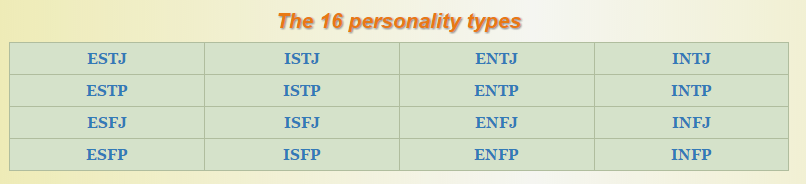 The 16 personality types
ESTJ ISTJ ENTJ INTJ
ESTP ISTP ENTP INTP
ESFJ ISFJ ENFJ INFJ
ESFP ISFP ENFP INFP